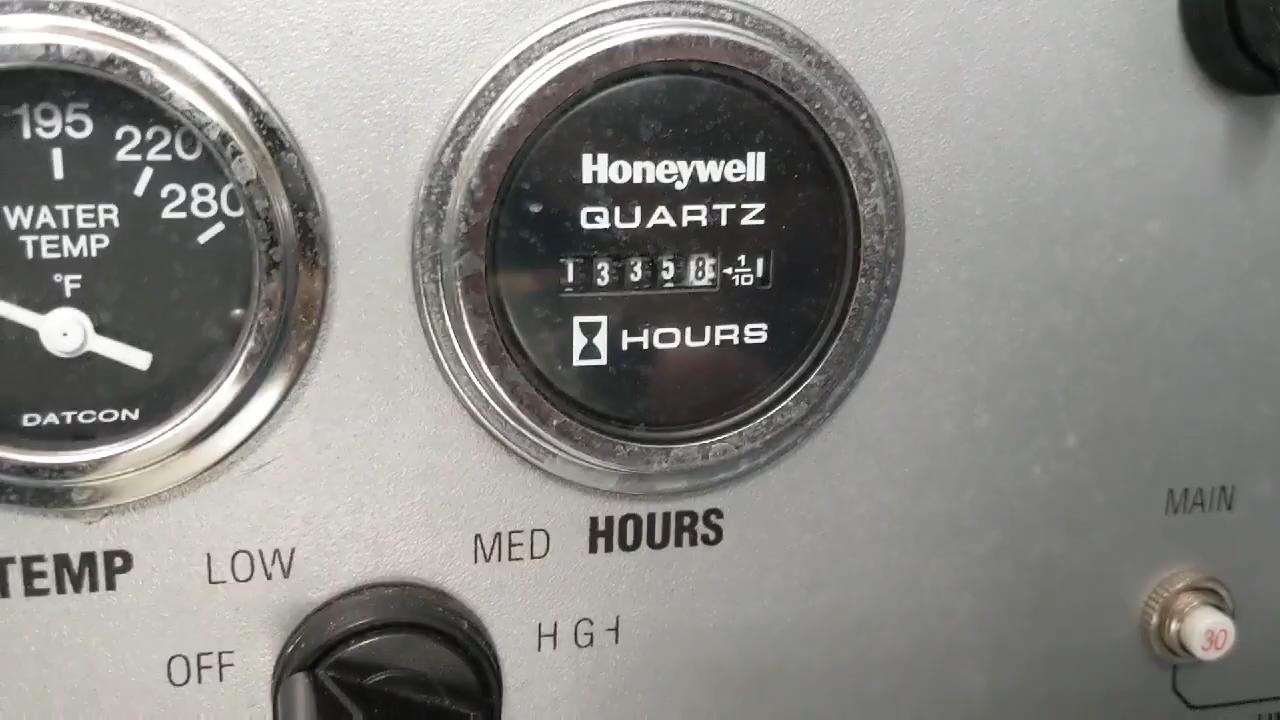 195
220
280
WATER
TEMP
°F
DATCON
Honeywell
QUARTZ
1 3 3 5 8 ◄ 1/10
HOURS
TEMP
LOW
MED
HOURS
H G H
OFF
MAIN
30